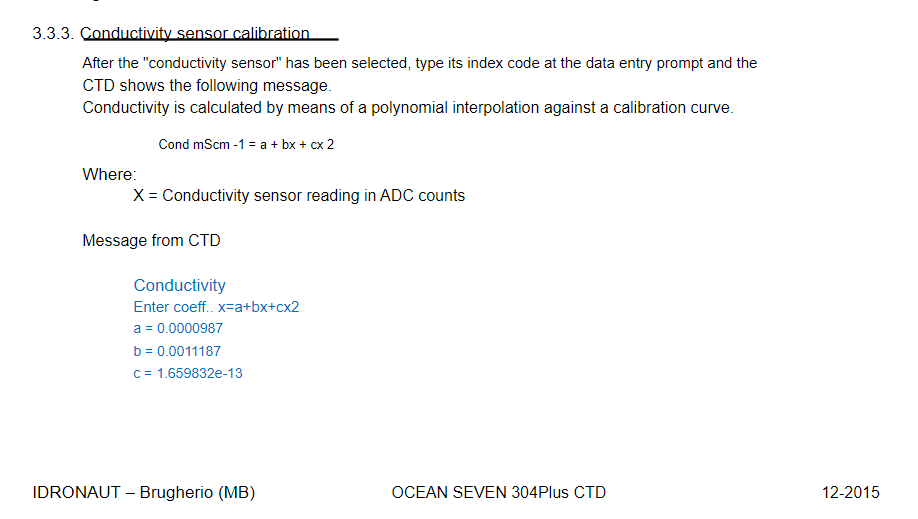 3.3.3. Conductivity sensor calibration
After the "conductivity sensor" has been selected, type its index code at the data entry prompt and the
CTD shows the following message.
Conductivity is calculated by means of a polynomial interpolation against a calibration curve.
Cond mScm -1 = a + bx + cx 2
Where:
X = Conductivity sensor reading in ADC counts
Message from CTD
Conductivity
Enter coeff.. x=a+bx+cx2
a = 0.0000987
b = 0.0011187
c = 1.659832e-13
IDRONAUT – Brugherio (MB) OCEAN SEVEN 304Plus CTD 12-2015